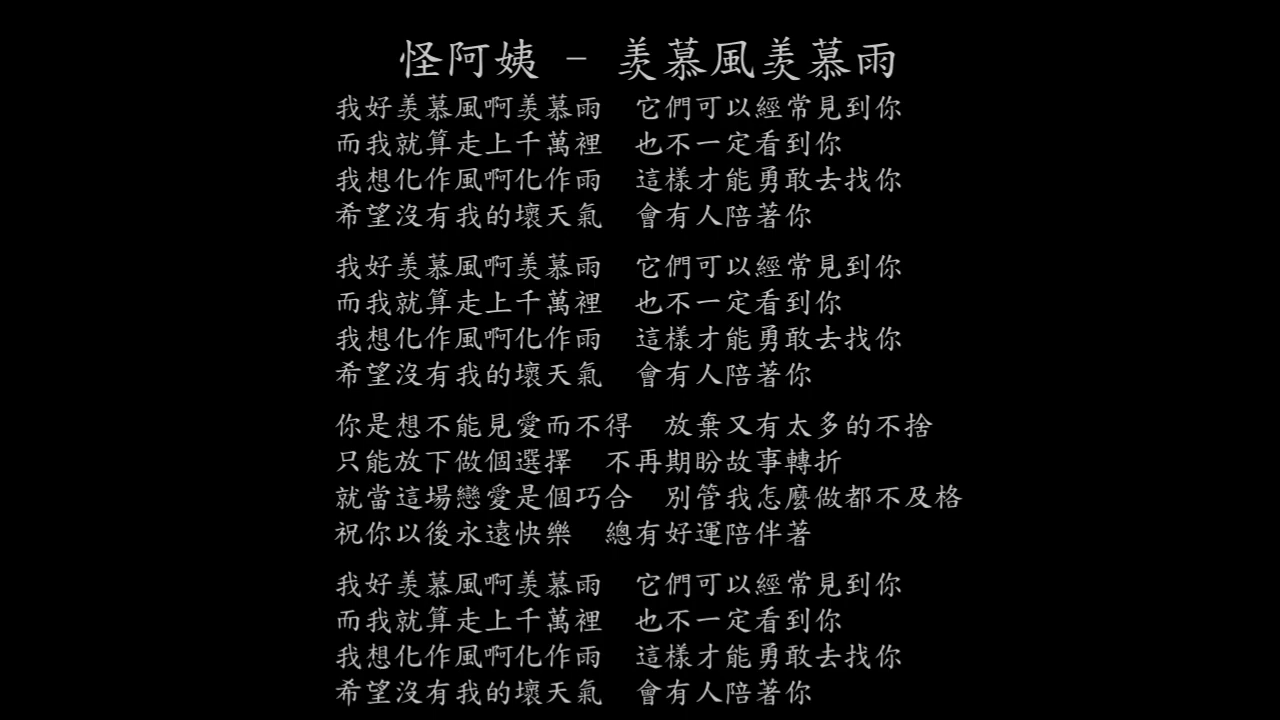 怪阿姨 - 羨慕風羨慕雨
我好羨慕風啊羨慕雨　它們可以經常見到你
而我就算走上千萬裡　也不一定看到你
我想化作風啊化作雨　這樣才能勇敢去找你
希望沒有我的壞天氣　會有人陪著你
我好羨慕風啊羨慕雨　它們可以經常見到你
而我就算走上千萬裡　也不一定看到你
我想化作風啊化作雨　這樣才能勇敢去找你
希望沒有我的壞天氣　會有人陪著你
你是想不能見愛而不得　放棄又有太多的不捨
只能放下做個選擇　不再期盼故事轉折
就當這場戀愛是個巧合　別管我怎麼做都不及格
祝你以後永遠快樂　總有好運陪伴著
我好羨慕風啊羨慕雨　它們可以經常見到你
而我就算走上千萬裡　也不一定看到你
我想化作風啊化作雨　這樣才能勇敢去找你
希望沒有我的壞天氣　會有人陪著你